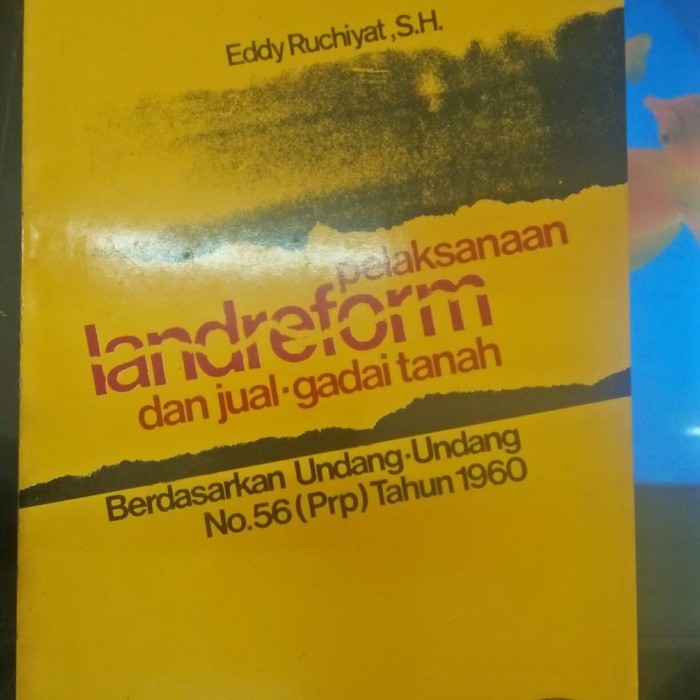 Eddy Ruchiyat, S.H.
pelaksanaan
landreform
dan jual-gadai tanah
Berdasarkan Undang-Undang
No.56 (Prp) Tahun 1960